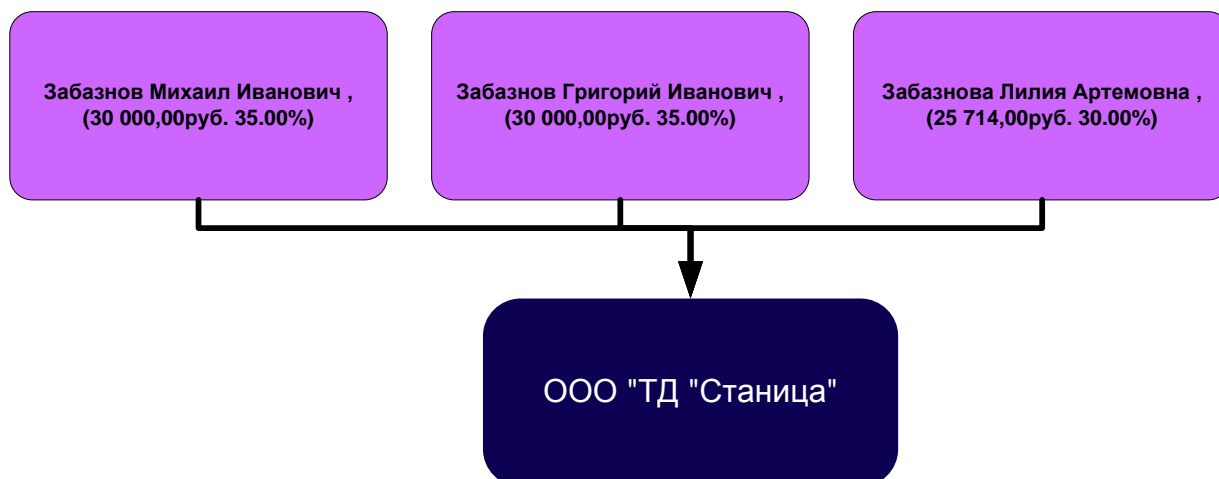 Забазнов Михаил Иванович ,
(30 000,00руб. 35.00%)
Забазнов Григорий Иванович ,
(30 000,00руб. 35.00%)
Забазнова Лилия Артемовна ,
(25 714,00руб. 30.00%)
ООО "ТД "Станица"